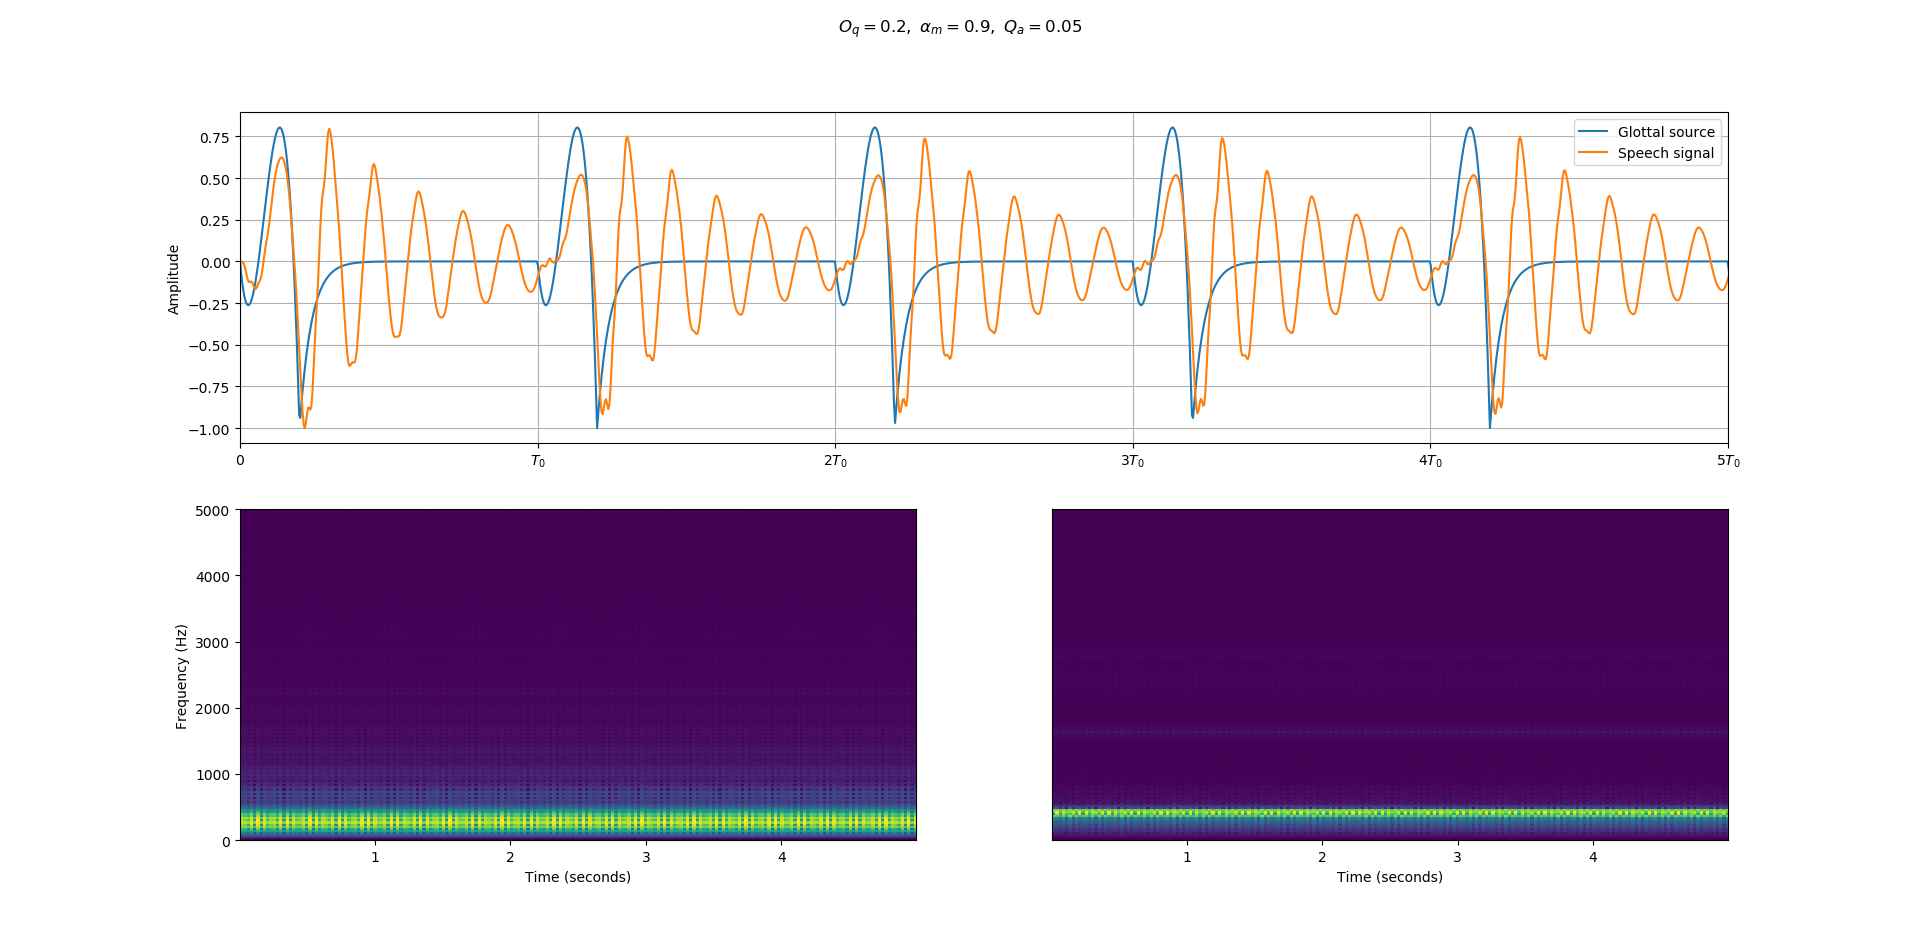 O_q = 0.2, α_m = 0.9, Q_a = 0.05
Amplitude
0.75
0.50
0.25
0.00
−0.25
−0.50
−0.75
−1.00
Glottal source
Speech signal
0 T_0 2T_0 3T_0 4T_0 5T_0
Frequency (Hz)
5000
4000
3000
2000
1000
0
1 2 3 4
Time (seconds)
1 2 3 4
Time (seconds)